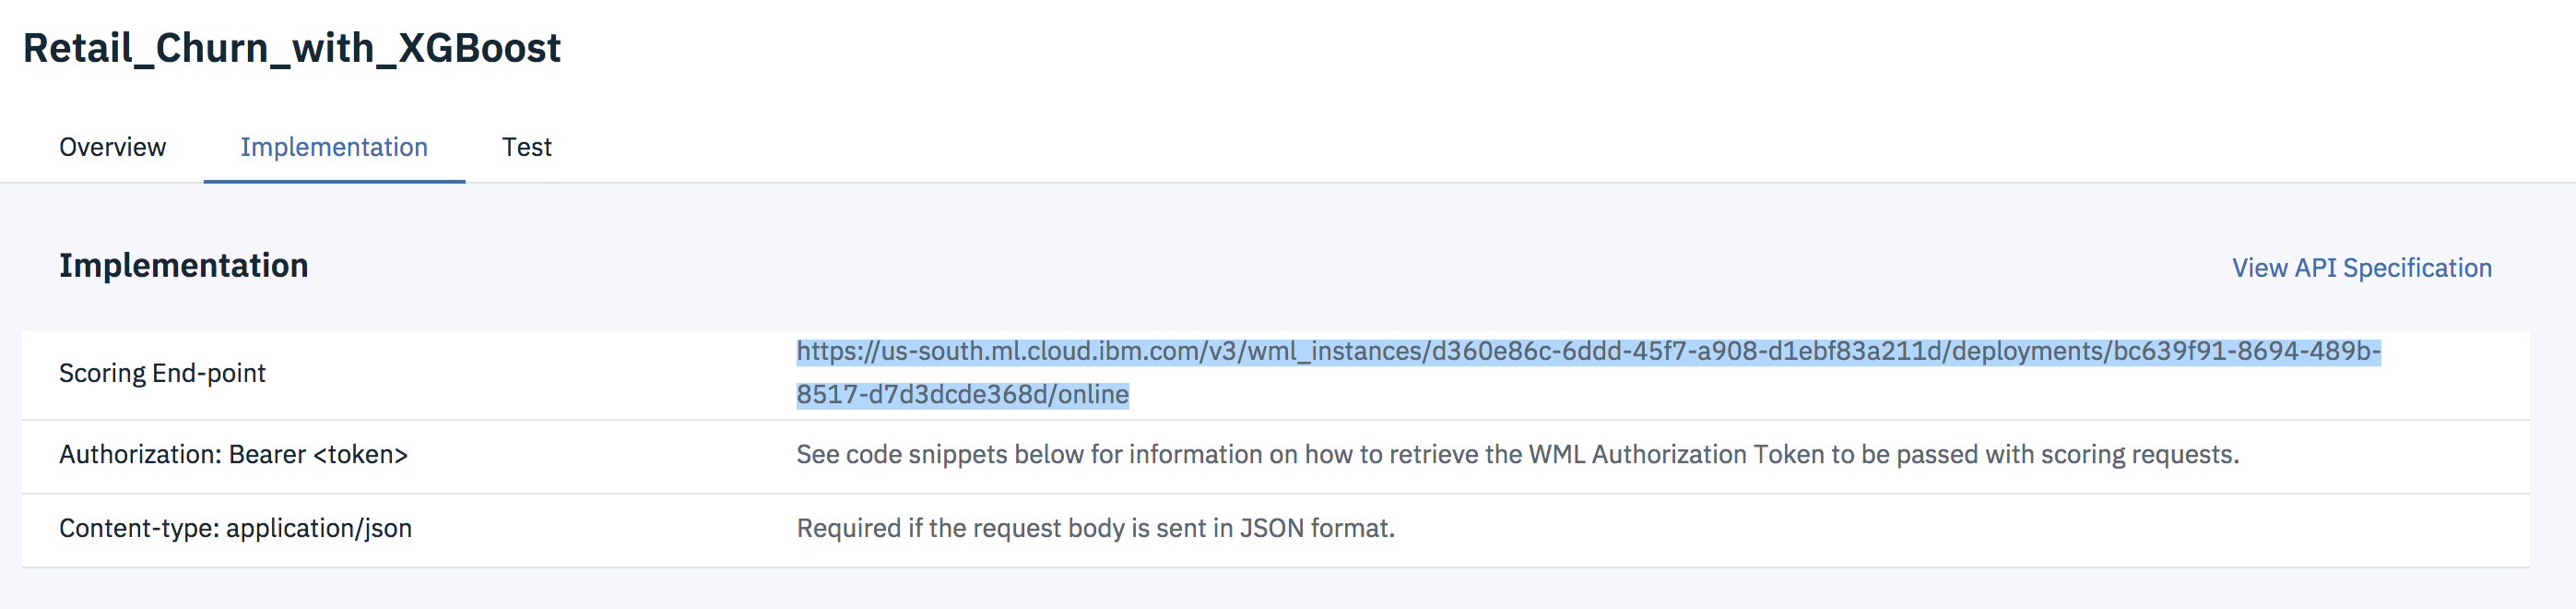 Retail_Churn_with_XGBoost
Overview Implementation Test
Implementation View API Specification
Scoring End-point https://us-south.ml.cloud.ibm.com/v3/wml_instances/d360e86c-6ddd-45f7-a908-d1ebf83a211d/deployments/bc639f91-8694-489b-
8517-d7d3dcde368d/online
Authorization: Bearer <token> See code snippets below for information on how to retrieve the WML Authorization Token to be passed with scoring requests.
Content-type: application/json Required if the request body is sent in JSON format.